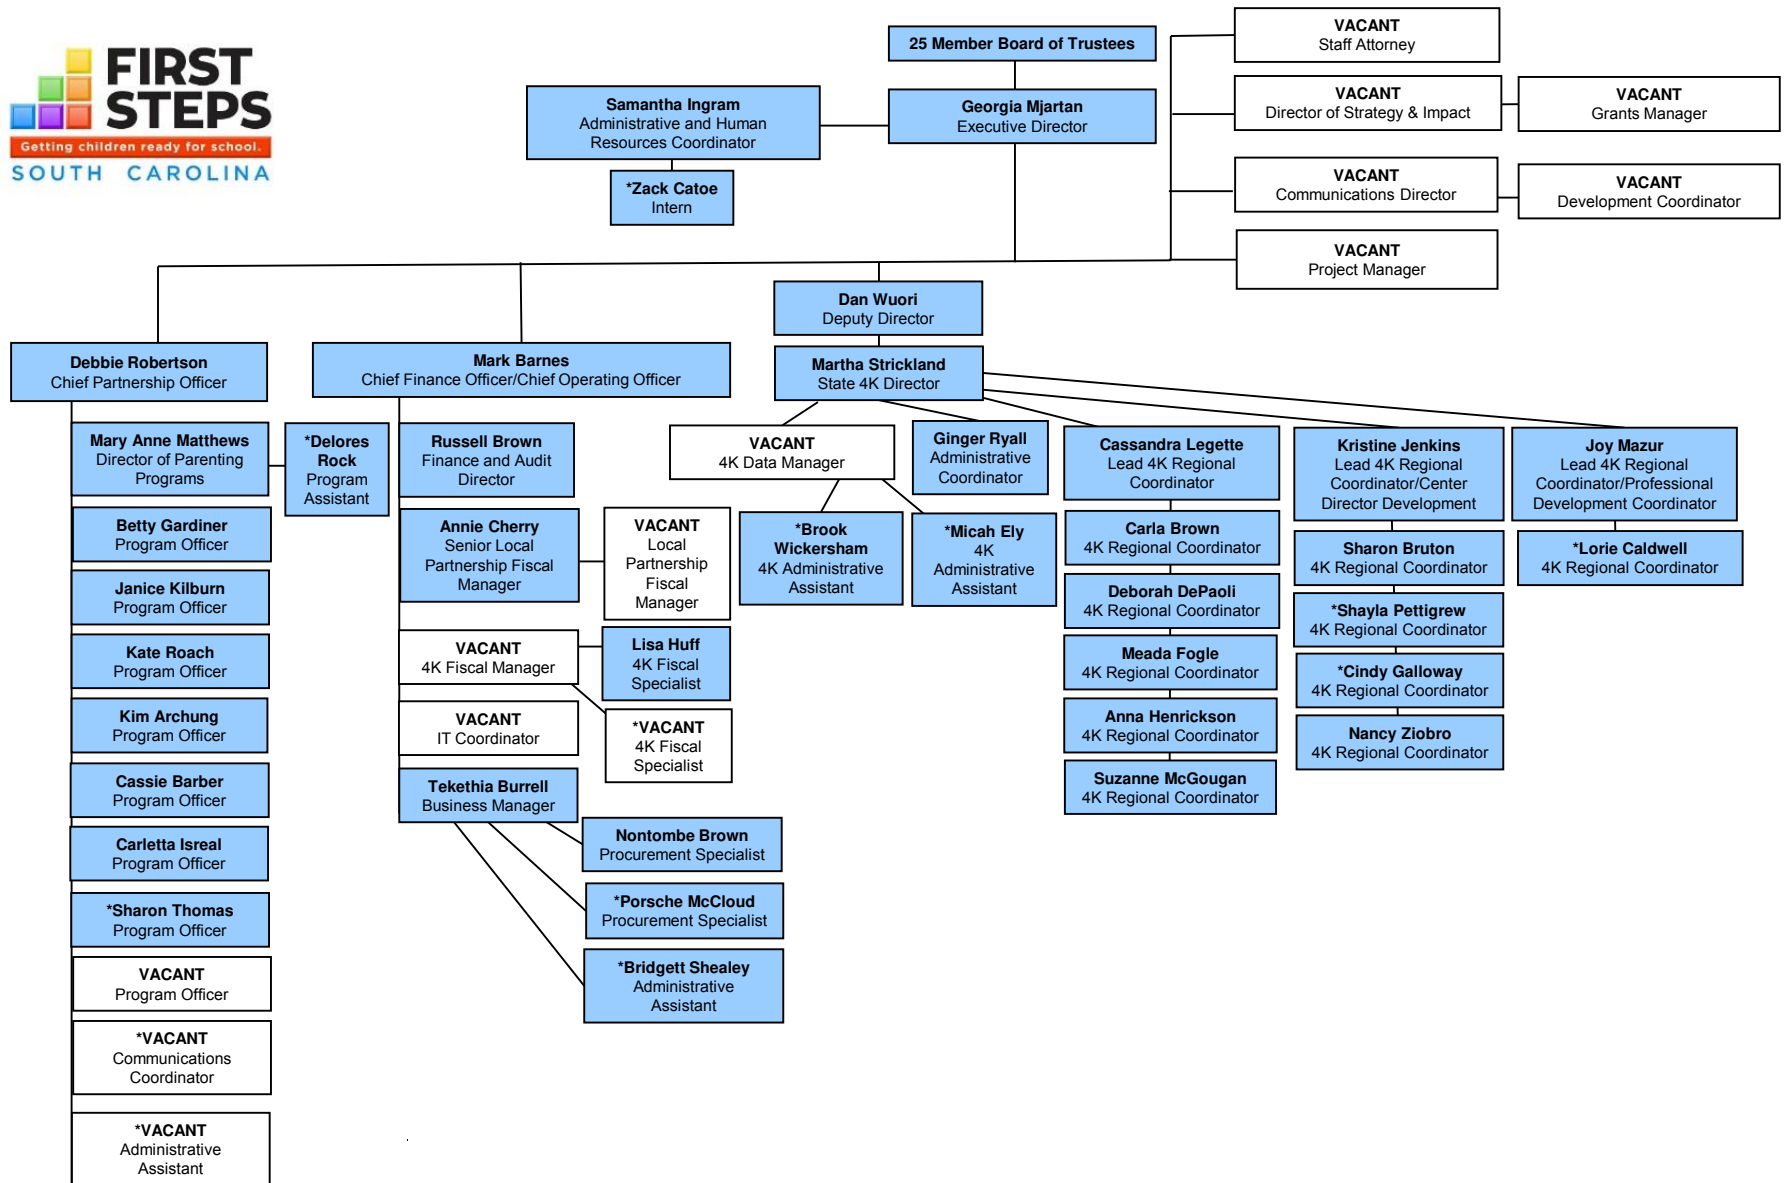 FIRST
STEPS
Getting children ready for school.
SOUTH CAROLINA
25 Member Board of Trustees
Samantha Ingram
Administrative and Human
Resources Coordinator
Georgia Mjartan
Executive Director
*Zack Catoe
Intern
VACANT
Staff Attorney
VACANT
Director of Strategy & Impact
VACANT
Grants Manager
VACANT
Communications Director
VACANT
Development Coordinator
VACANT
Project Manager
Dan Wuori
Deputy Director
Debbie Robertson
Chief Partnership Officer
Mark Barnes
Chief Finance Officer/Chief Operating Officer
Martha Strickland
State 4K Director
Mary Anne Matthews
Director of Parenting
Programs
*Delores
Rock
Program
Assistant
Betty Gardiner
Program Officer
Janice Kilburn
Program Officer
Kate Roach
Program Officer
Kim Archung
Program Officer
Cassie Barber
Program Officer
Carletta Isreal
Program Officer
*Sharon Thomas
Program Officer
VACANT
Program Officer
*VACANT
Communications
Coordinator
*VACANT
Administrative
Assistant
Russell Brown
Finance and Audit
Director
Annie Cherry
Senior Local
Partnership Fiscal
Manager
VACANT
Local
Partnership
Fiscal
Manager
VACANT
4K Fiscal Manager
Lisa Huff
4K Fiscal
Specialist
*VACANT
4K Fiscal
Specialist
VACANT
IT Coordinator
Tekethia Burrell
Business Manager
Nontombe Brown
Procurement Specialist
*Porsche McCloud
Procurement Specialist
*Bridgett Shealey
Administrative
Assistant
VACANT
4K Data Manager
*Brook
Wickersham
4K Administrative
Assistant
*Micah Ely
4K
Administrative
Assistant
Ginger Ryall
Administrative
Coordinator
Cassandra Legette
Lead 4K Regional
Coordinator
Carla Brown
4K Regional Coordinator
Deborah DePaoli
4K Regional Coordinator
Meada Fogle
4K Regional Coordinator
Anna Henrickson
4K Regional Coordinator
Suzanne McGougan
4K Regional Coordinator
Kristine Jenkins
Lead 4K Regional
Coordinator/Center
Director Development
Sharon Bruton
4K Regional Coordinator
*Shayla Pettigrew
4K Regional Coordinator
*Cindy Galloway
4K Regional Coordinator
Nancy Ziobro
4K Regional Coordinator
Joy Mazur
Lead 4K Regional
Coordinator/Professional
Development Coordinator
*Lorie Caldwell
4K Regional Coordinator